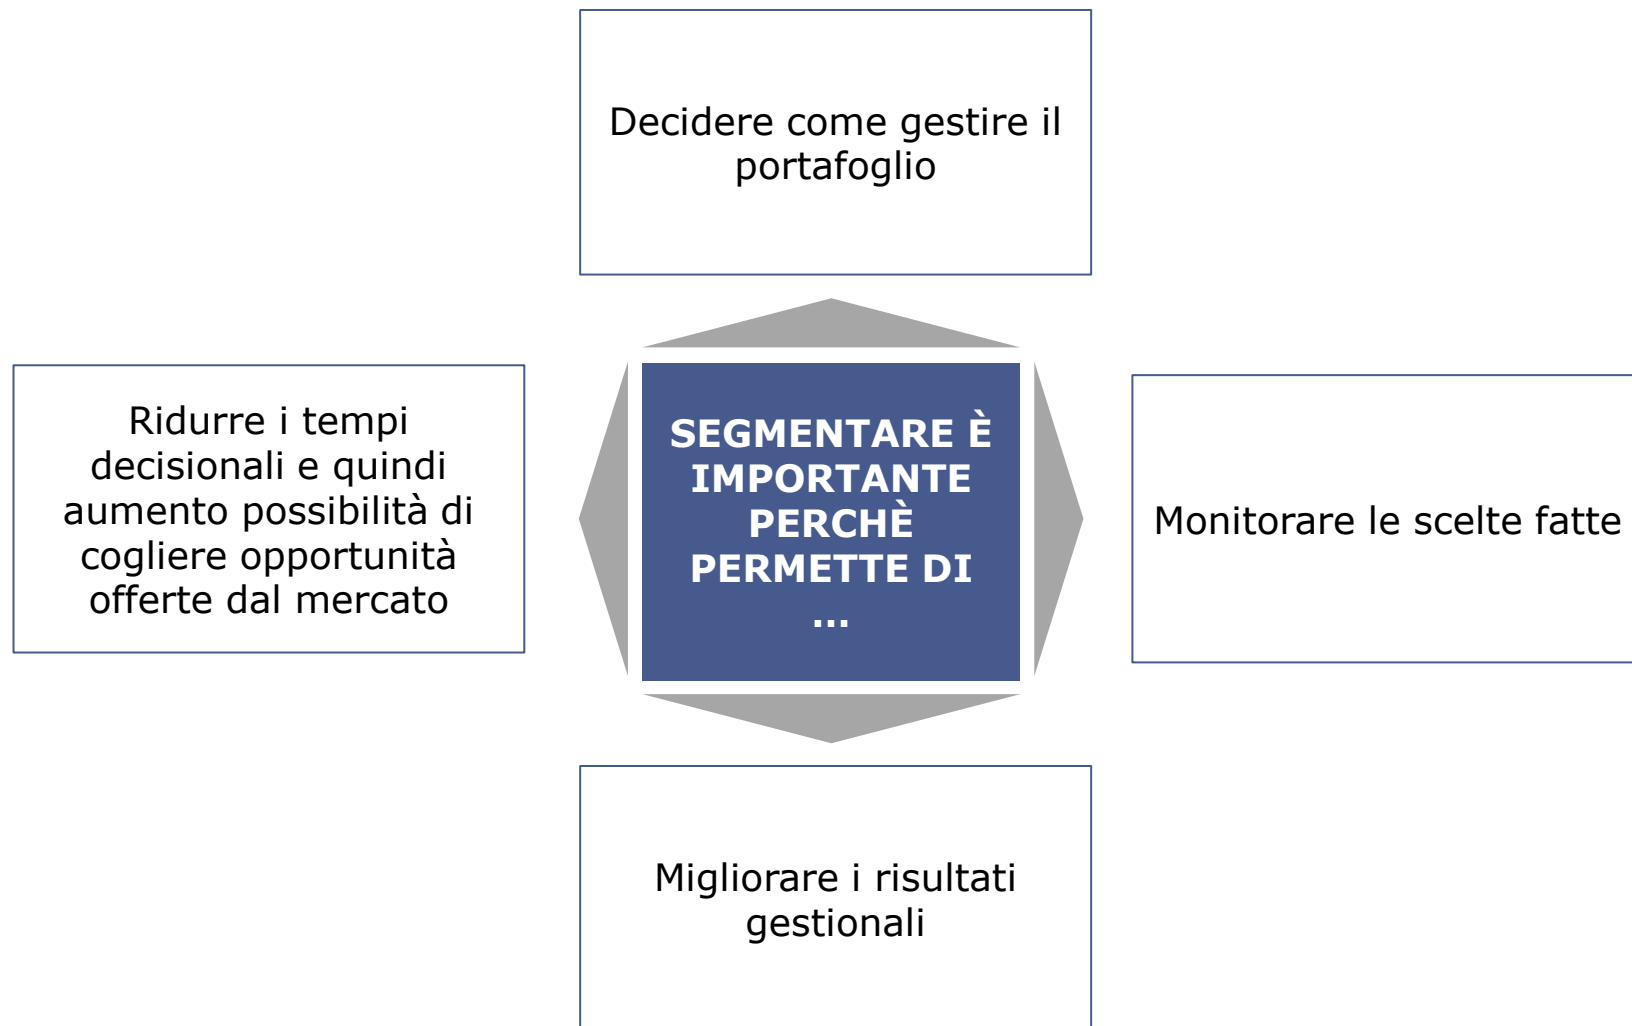 Decidere come gestire il
portafoglio
Ridurre i tempi
decisionali e quindi
aumento possibilità di
cogliere opportunità
offerte dal mercato
SEGMENTARE È
IMPORTANTE
PERCHÈ
PERMETTE DI
...
Monitorare le scelte fatte
Migliorare i risultati
gestionali